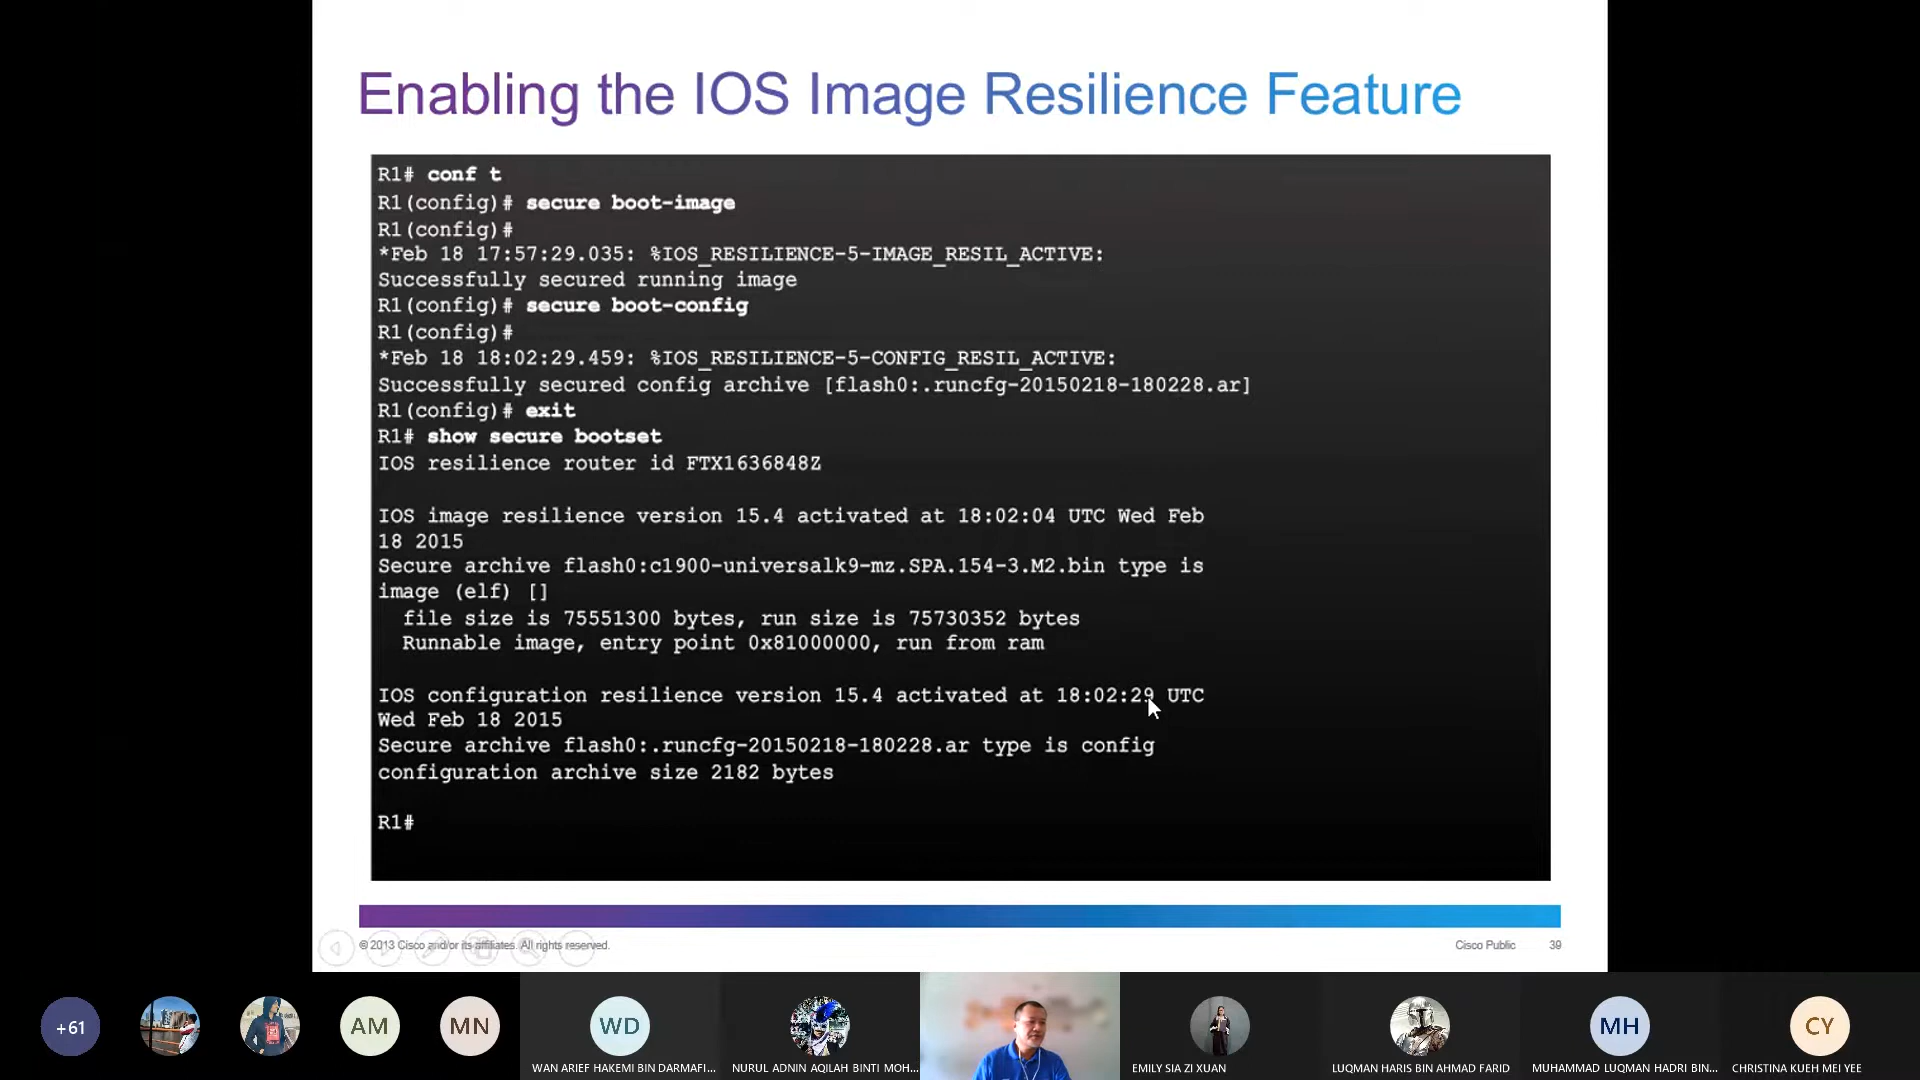 Enabling the IOS Image Resilience Feature
R1# conf t
R1(config)# secure boot-image
R1(config)#
*Feb 18 17:57:29.035: %IOS_RESILIENCE-5-IMAGE_RESIL_ACTIVE:
Successfully secured running image
R1(config)# secure boot-config
R1(config)#
*Feb 18 18:02:29.459: %IOS_RESILIENCE-5-CONFIG_RESIL_ACTIVE:
Successfully secured config archive [flash0:.runcfg-20150218-180228.ar]
R1(config)# exit
R1# show secure bootset
IOS resilience router id FTX1636848Z
IOS image resilience version 15.4 activated at 18:02:04 UTC Wed Feb
18 2015
Secure archive flash0:c1900-universalk9-mz.SPA.154-3.M2.bin type is
image (elf) []
file size is 75551300 bytes, run size is 75730352 bytes
Runnable image, entry point 0x81000000, run from ram
IOS configuration resilience version 15.4 activated at 18:02:29 UTC
Wed Feb 18 2015
Secure archive flash0:.runcfg-20150218-180228.ar type is config
configuration archive size 2182 bytes
R1#
© 2013 Cisco and/or its affiliates. All rights reserved.
Cisco Public 39
+61
AM
MN
WD
MH
CY
WAN ARIEF HAKEMI BIN DARMAFI...
NURUL ADNIN AQILAH BINTI MOH...
EMILY SIA ZI XUAN
LUQMAN HARIS BIN AHMAD FARID
MUHAMMAD LUQMAN HADRI BIN...
CHRISTINA KUEH MEI YEE